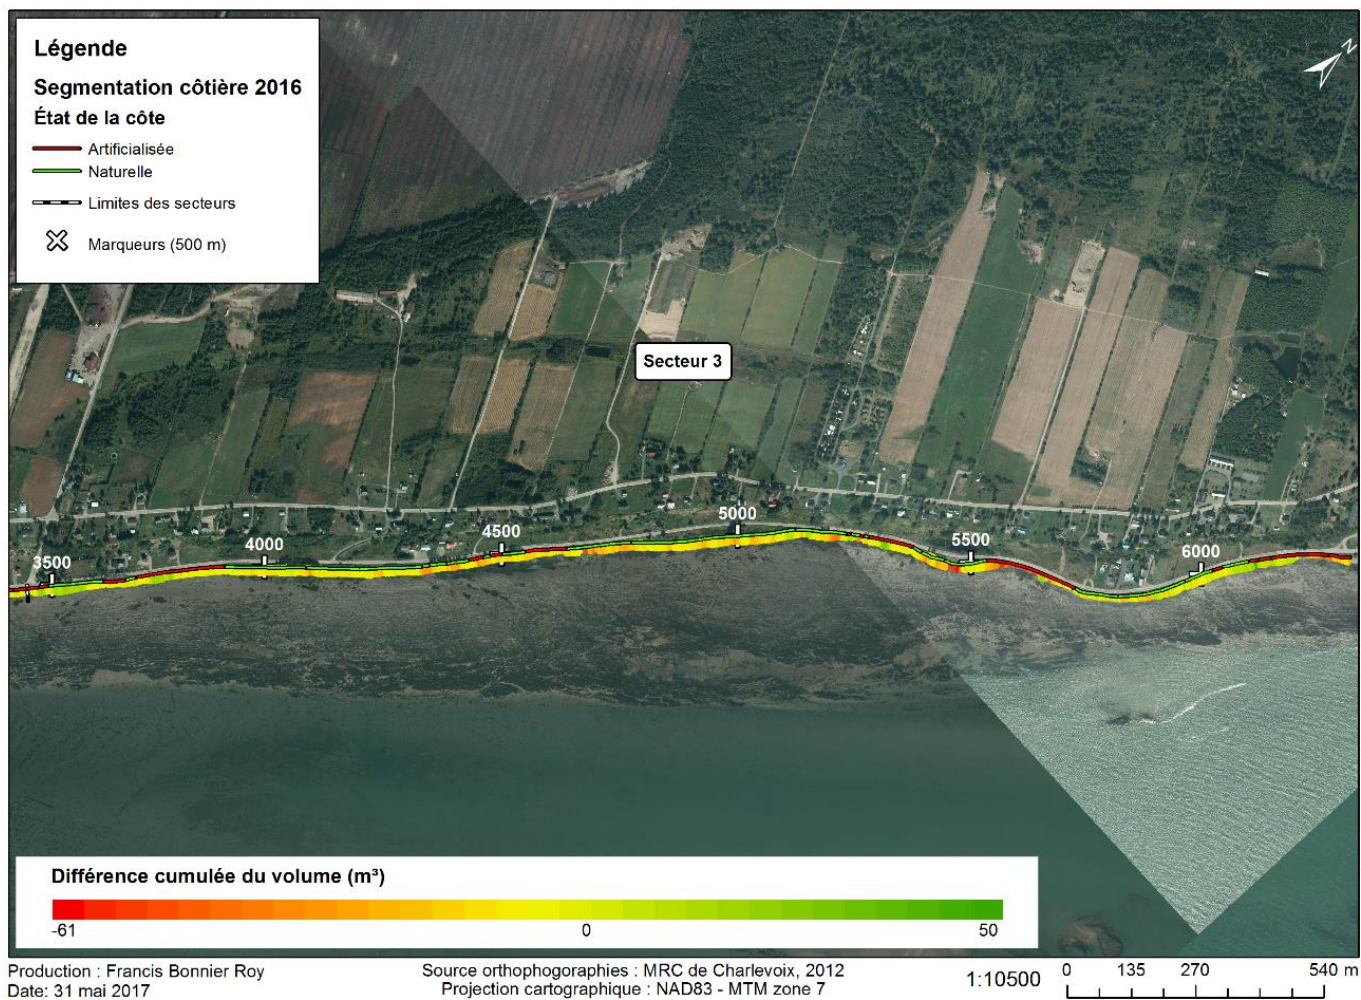 Légende
Segmentation côtière 2016
État de la côte
Artificialisée
Naturelle
Limites des secteurs
Marqueurs (500 m)
N
Secteur 3
3500
4000
4500
5000
5500
6000
Différence cumulée du volume (m³)
-61 0 50
Production : Francis Bonnier Roy
Date: 31 mai 2017
Source orthophogoraphies : MRC de Charlevoix, 2012
Projection cartographique : NAD83 - MTM zone 7
1:10500
0 135 270 540 m